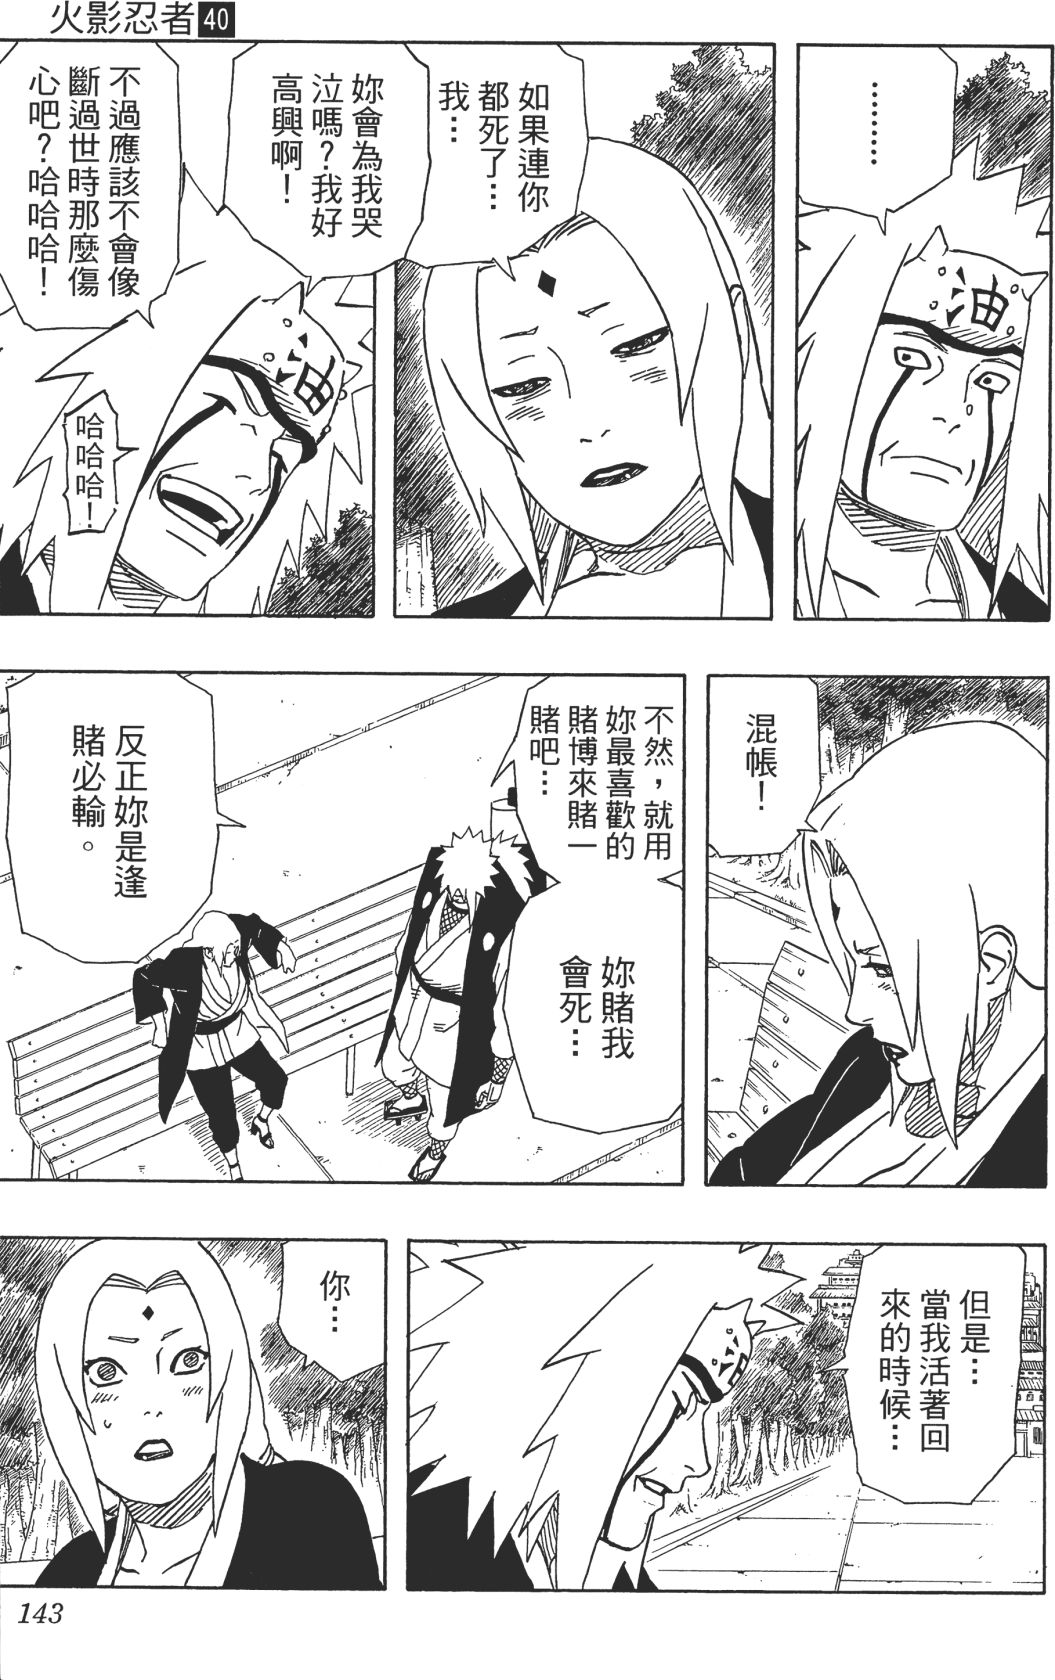 火影忍者40
………
如果連你
都死了…
我…
妳會為我哭
泣嗎？我好
高興啊！
不過應該不會像
斷過世時那麼傷
心吧？哈哈哈！
哈哈哈！
混帳！
不然，就用
妳最喜歡的
賭博來賭一
賭吧…
妳賭我
會死…
反正妳是逢
賭必輸。
但是…
當我活著回
來的時候…
你…
油
油
143